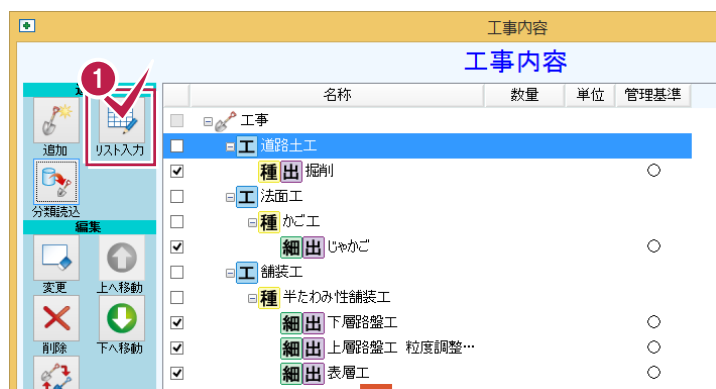 工事内容
工事内容
1
名称 数量 単位 管理基準
追加 リスト入力
工事
工 道路土工
種 出 掘削 ○
分類読込
工 法面工
編集
種 かご工
細 出 じゃかご ○
変更 上へ移動
工 舗装工
種 半たわみ性舗装工
細 出 下層路盤工 ○
削除 下へ移動
細 出 上層路盤工 粒度調整… ○
細 出 表層工 ○